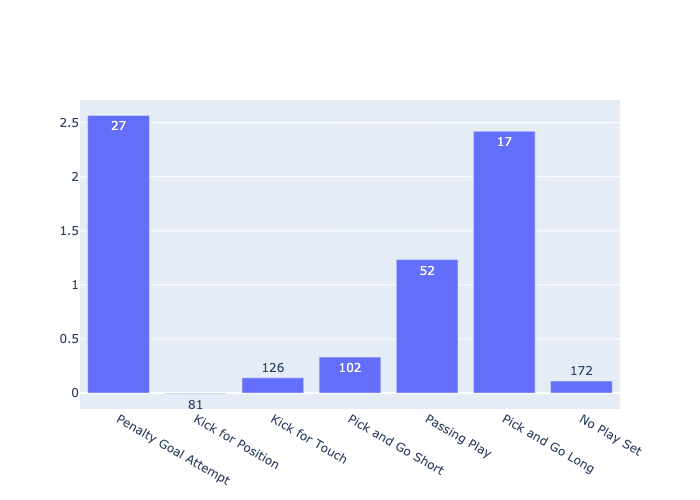 2.5
2
1.5
1
0.5
0
27
81
126
102
52
17
172
Penalty Goal Attempt
Kick for Position
Kick for Touch
Pick and Go Short
Passing Play
Pick and Go Long
No Play Set